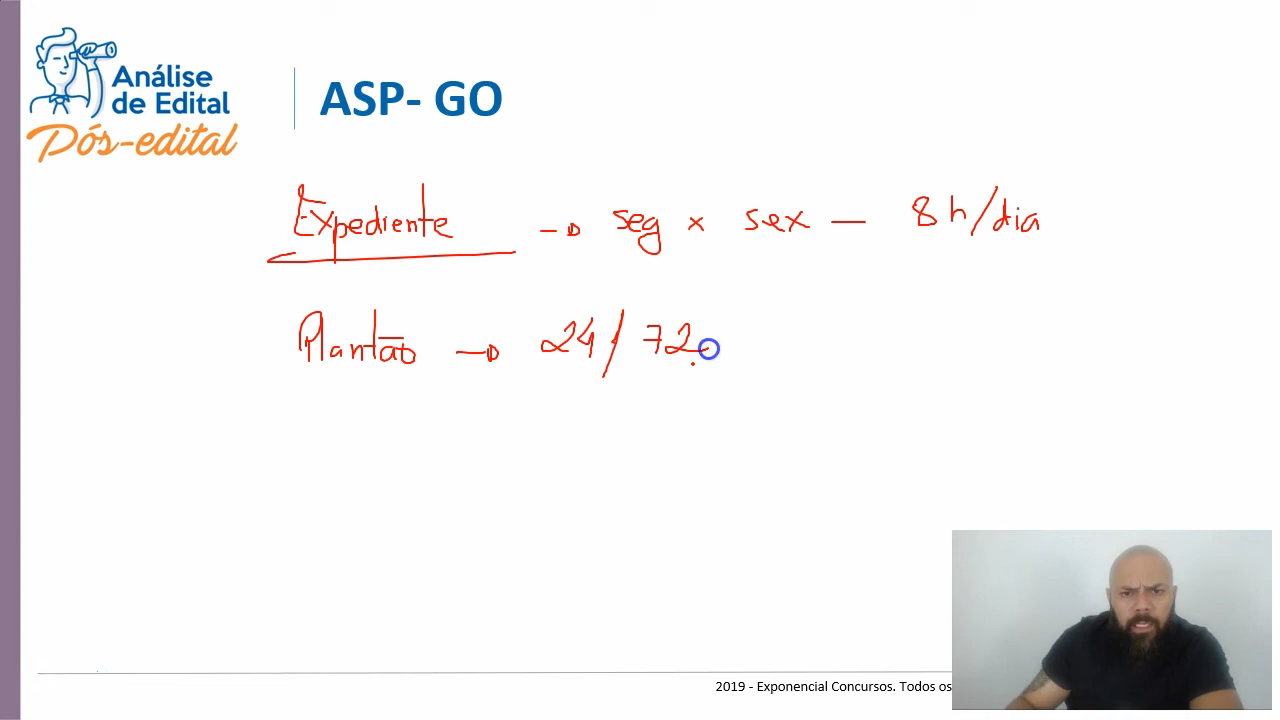 Análise
de Edital
Pós-edital
ASP- GO
Expediente → seg x sex — 8h/dia
Plantão → 24/72
2019 - Exponencial Concursos. Todos os